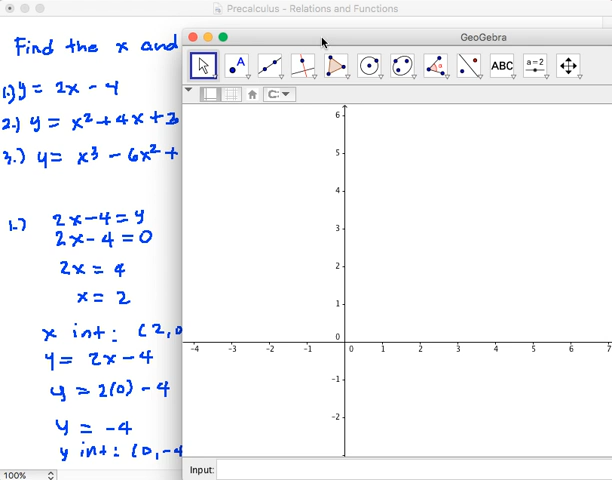 Precalculus - Relations and Functions
Find the x and
1.) y = 2x - 4
2.) y = x² + 4x + 3
3.) y = x³ - 6x² +
1.) 2x - 4 = y
2x - 4 = 0
2x = 4
x = 2
x int: (2, 0
y = 2x - 4
y = 2(0) - 4
y = -4
y int: (0, -4
100%
GeoGebra
A
ABC
a=2
6
5
4
3
2
1
0
-1
-2
-4 -3 -2 -1 0 1 2 3 4 5 6 7
Input: